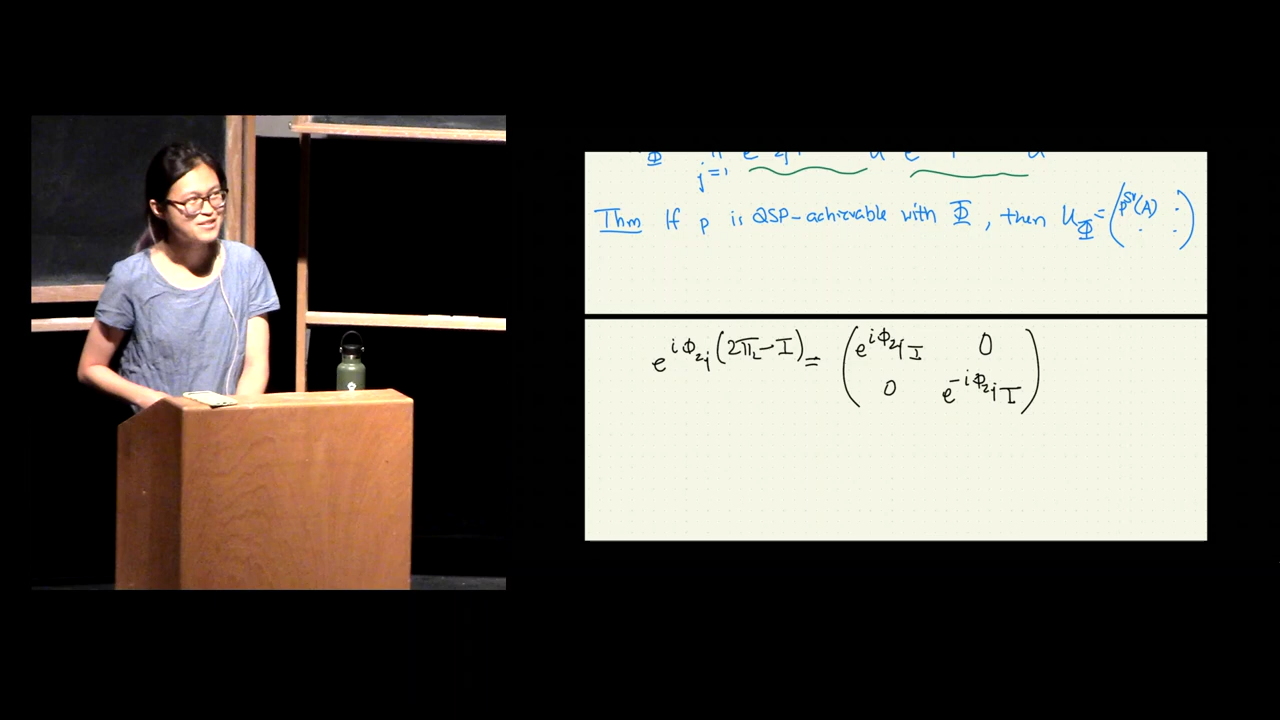 Thm If p is QSP-achievable with Φ, then U_Φ = ( p^{SV}(A) · · · )
e^{iΦ_{2j}(2Π_L - I)} = ( e^{iΦ_{2j}} I 0
0 e^{-iΦ_{2j}} I )